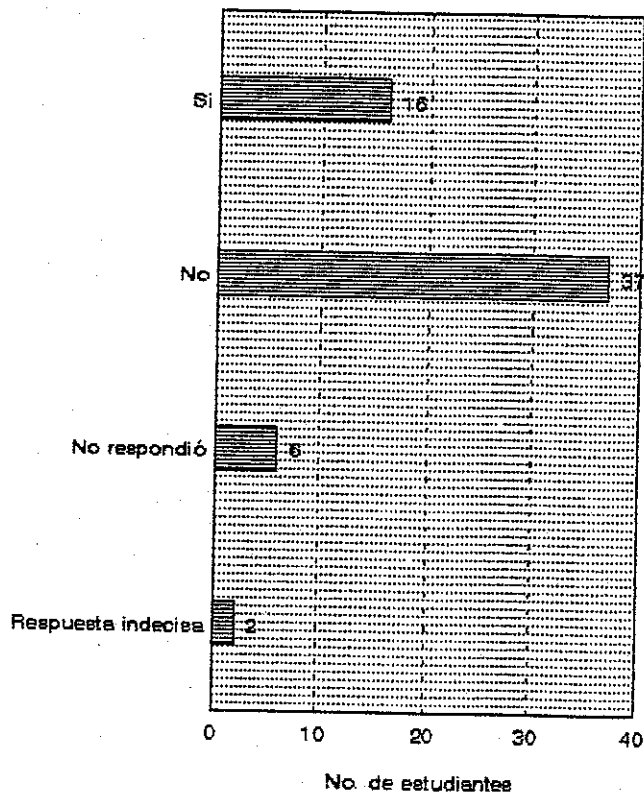 Si
16
No
37
No respondió
6
Respuesta indecisa
2
0 10 20 30 40
No. de estudiantes